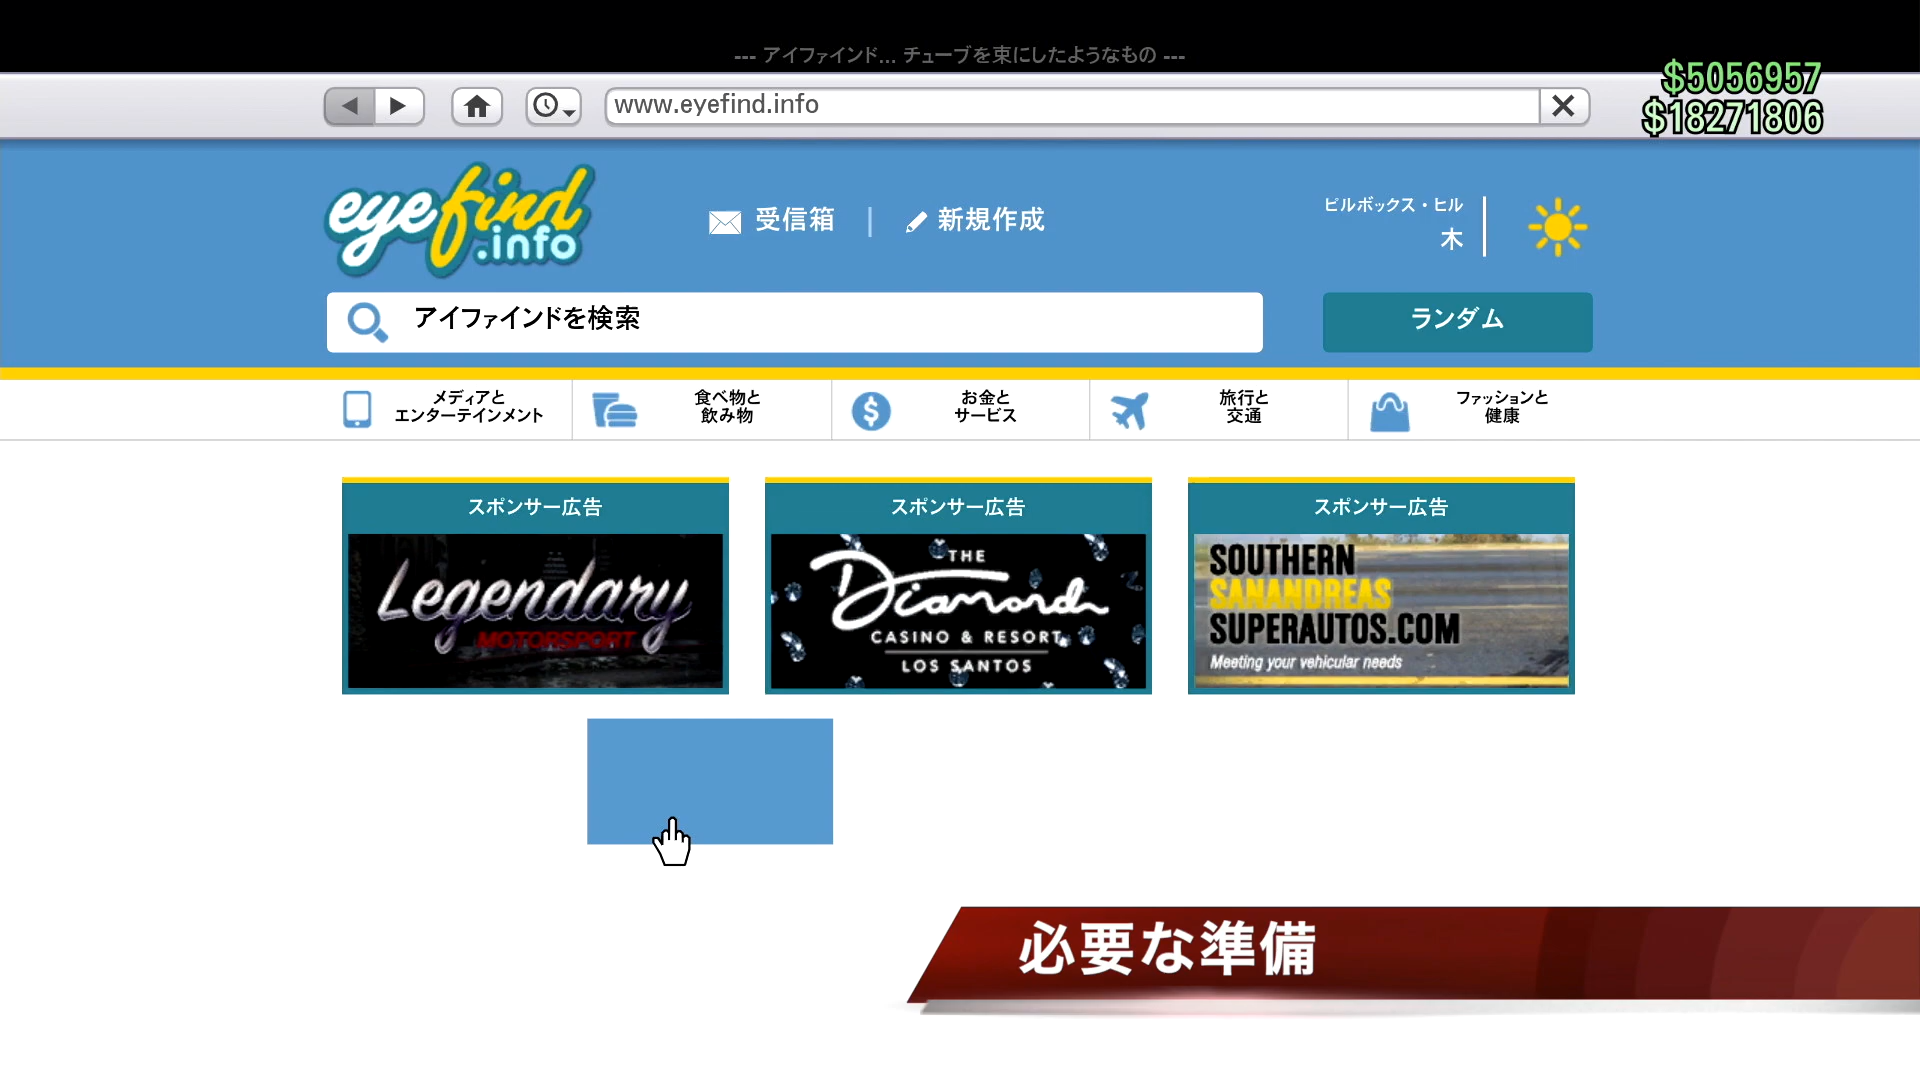 --- アイファインド... チューブを束にしたようなもの ---
$5056957
$18271806
www.eyefind.info
eyefind
.info
受信箱
新規作成
ピルボックス・ヒル
木
アイファインドを検索
ランダム
メディアと
エンターテインメント
食べ物と
飲み物
お金と
サービス
旅行と
交通
ファッションと
健康
スポンサー広告
Legendary
MOTORSPORT
スポンサー広告
THE
Diamond
CASINO & RESORT
LOS SANTOS
スポンサー広告
SOUTHERN
SANANDREAS
SUPERAUTOS.COM
Meeting your vehicular needs
必要な準備